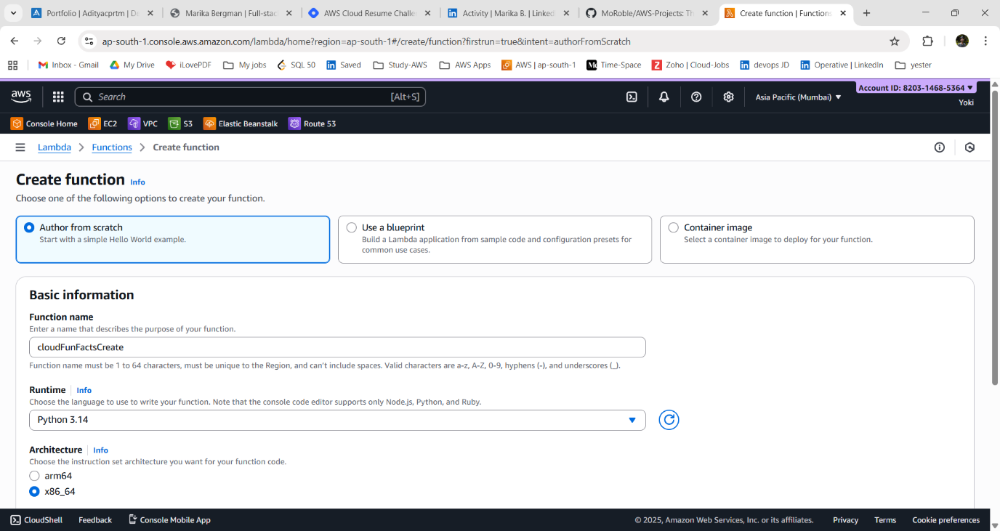 Portfolio | Adityacprtm | De
Marika Bergman | Full-stac
AWS Cloud Resume Challe
Activity | Marika B. | Linked
MoRoble/AWS-Projects: Th
Create function | Functions
ap-south-1.console.aws.amazon.com/lambda/home?region=ap-south-1#/create/function?firstrun=true&intent=authorFromScratch
Inbox - Gmail
My Drive
iLovePDF
My jobs
SQL 50
Saved
Study-AWS
AWS Apps
AWS | ap-south-1
Time-Space
Zoho | Cloud-Jobs
devops JD
Operative | LinkedIn
yester
aws
Search
[Alt+S]
Asia Pacific (Mumbai)
Account ID: 8203-1468-5364
Yoki
Console Home
EC2
VPC
S3
Elastic Beanstalk
Route 53
Lambda
Functions
Create function
Create function
Info
Choose one of the following options to create your function.
Author from scratch
Start with a simple Hello World example.
Use a blueprint
Build a Lambda application from sample code and configuration presets for
common use cases.
Container image
Select a container image to deploy for your function.
Basic information
Function name
Enter a name that describes the purpose of your function.
cloudFunFactsCreate
Function name must be 1 to 64 characters, must be unique to the Region, and can't include spaces. Valid characters are a-z, A-Z, 0-9, hyphens (-), and underscores (_).
Runtime
Info
Choose the language to use to write your function. Note that the console code editor supports only Node.js, Python, and Ruby.
Python 3.14
Architecture
Info
Choose the instruction set architecture you want for your function code.
arm64
x86_64
CloudShell
Feedback
Console Mobile App
© 2025, Amazon Web Services, Inc. or its affiliates.
Privacy
Terms
Cookie preferences